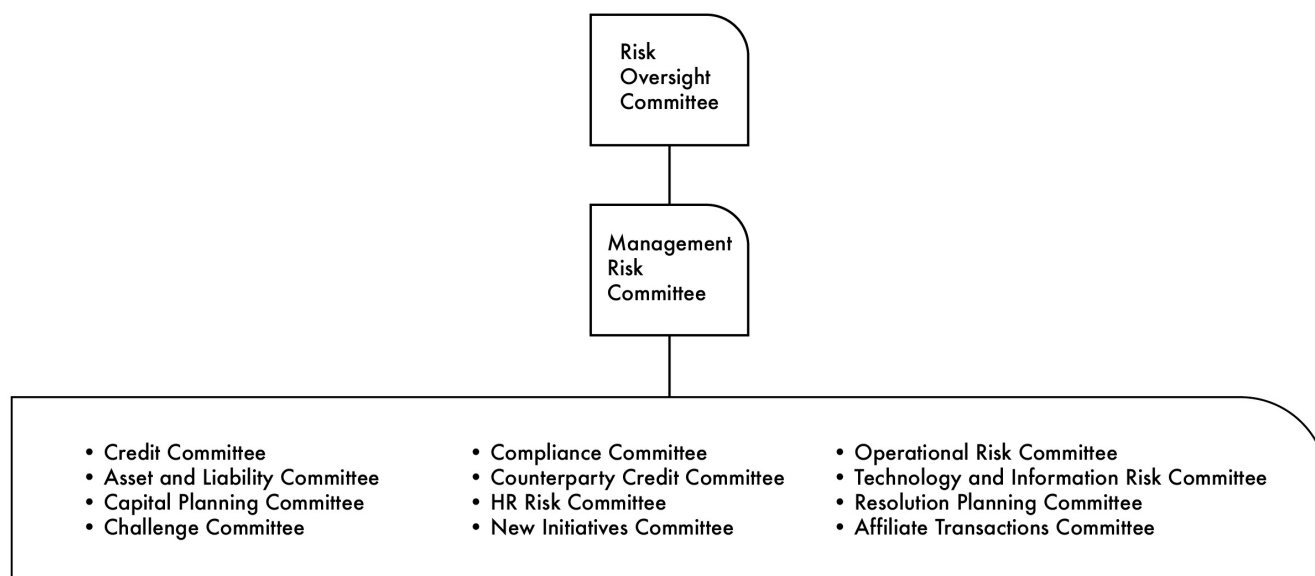 Risk
Oversight
Committee
Management
Risk
Committee
• Credit Committee
• Asset and Liability Committee
• Capital Planning Committee
• Challenge Committee
• Compliance Committee
• Counterparty Credit Committee
• HR Risk Committee
• New Initiatives Committee
• Operational Risk Committee
• Technology and Information Risk Committee
• Resolution Planning Committee
• Affiliate Transactions Committee